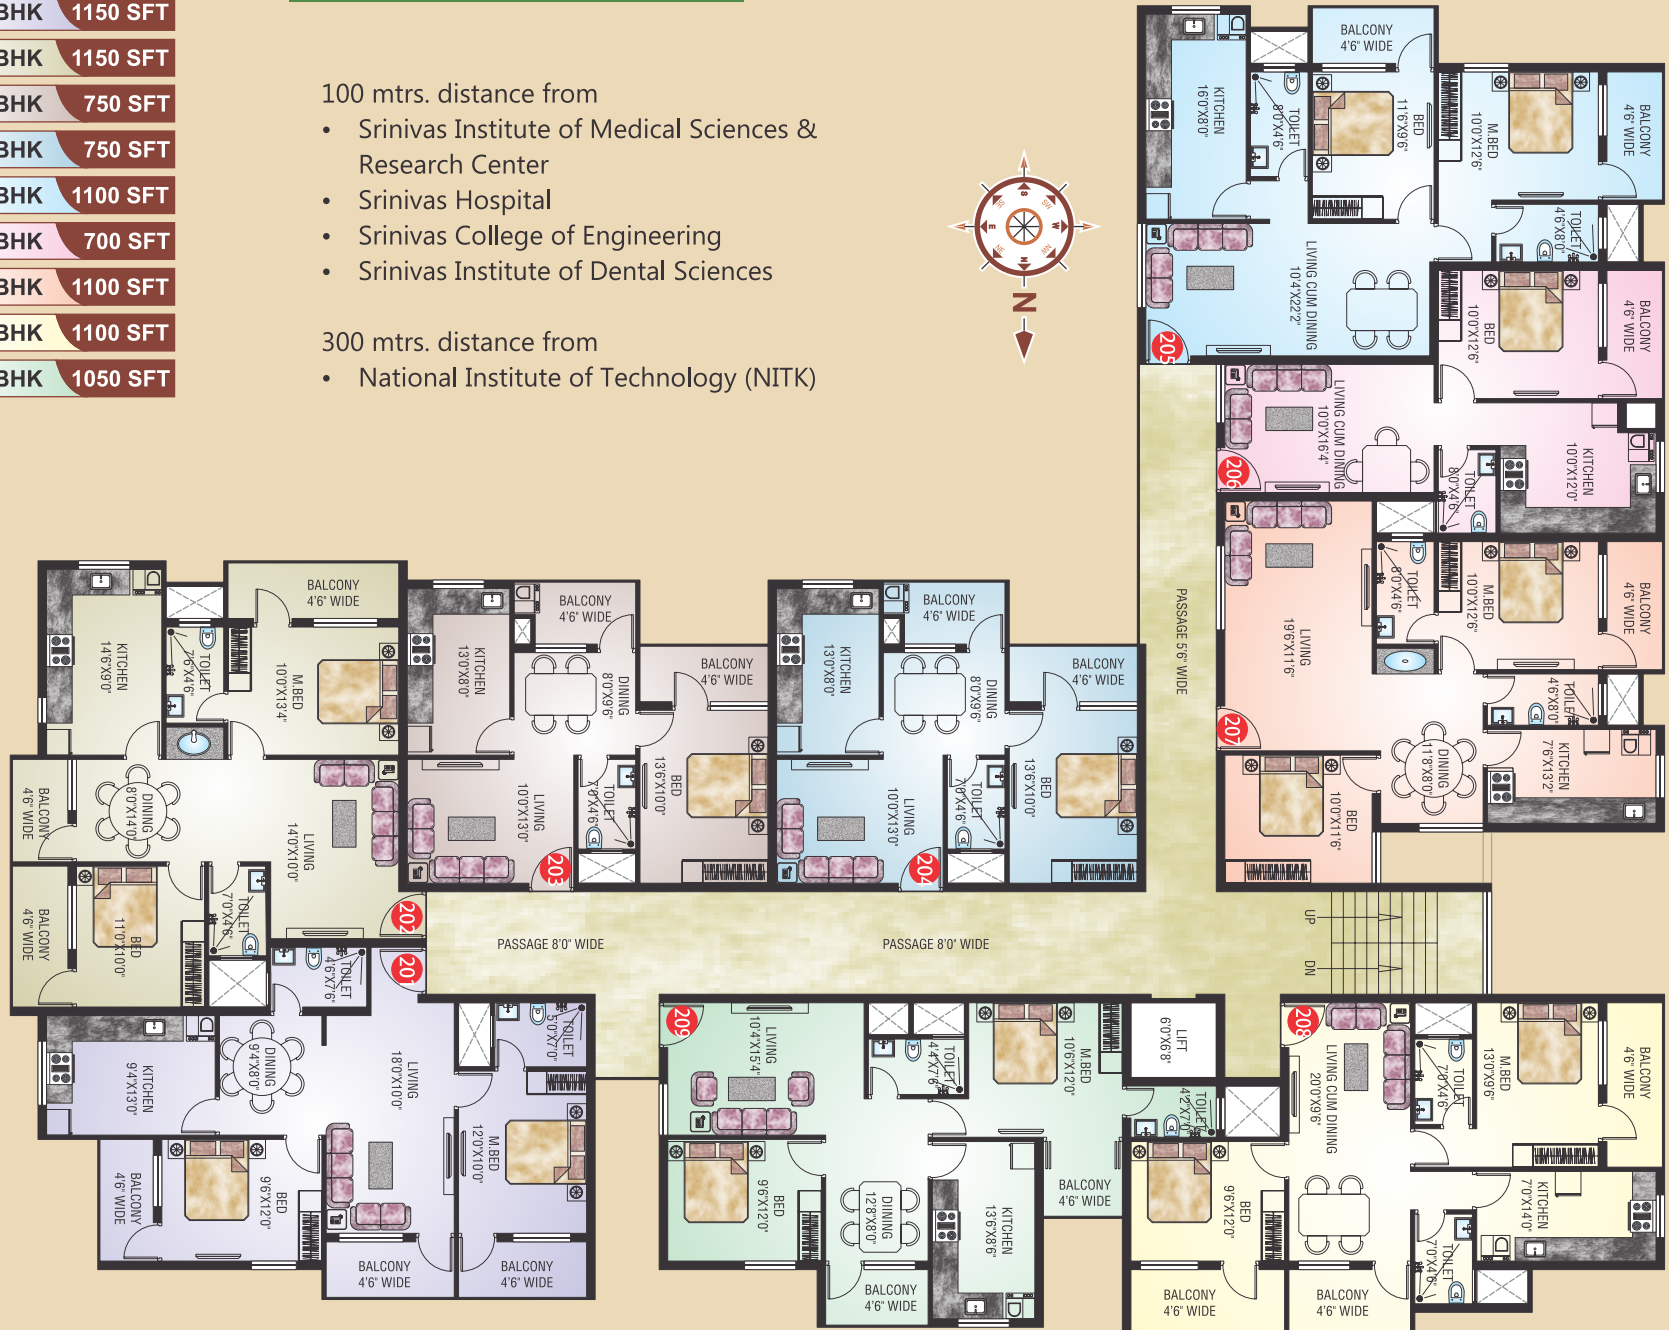 BHK 1150 SFT
BHK 1150 SFT
BHK 750 SFT
BHK 750 SFT
BHK 1100 SFT
BHK 700 SFT
BHK 1100 SFT
BHK 1100 SFT
BHK 1050 SFT
100 mtrs. distance from
• Srinivas Institute of Medical Sciences &
Research Center
• Srinivas Hospital
• Srinivas College of Engineering
• Srinivas Institute of Dental Sciences
300 mtrs. distance from
• National Institute of Technology (NITK)
S
SW
W
N
NE
E
SE
N
KITCHEN
16'0"X8'0"
TOILET
8'0"X4'6"
BALCONY
4'6" WIDE
BED
11'6"X9'6"
M.BED
10'0"X12'6"
BALCONY
4'6" WIDE
TOILET
4'6"X8'0"
LIVING CUM DINING
10'4"X22'2"
205
BED
10'0"X12'6"
BALCONY
4'6" WIDE
LIVING CUM DINING
10'0"X16'4"
206
TOILET
8'0"X4'6"
KITCHEN
10'0"X12'0"
PASSAGE 5'6" WIDE
LIVING
19'6"X11'6"
207
TOILET
8'0"X4'6"
M.BED
10'0"X12'6"
BALCONY
4'6" WIDE
TOILET
4'6"X8'0"
DINING
11'8"X8'0"
KITCHEN
7'6"X13'2"
BED
10'0"X11'6"
UP
DN
KITCHEN
14'6"X9'0"
TOILET
7'6"X4'6"
BALCONY
4'6" WIDE
M.BED
10'0"X13'4"
BALCONY
4'6" WIDE
DINING
8'0"X14'0"
LIVING
14'0"X10'0"
BALCONY
4'6" WIDE
BED
11'0"X10'0"
TOILET
7'0"X4'6"
202
KITCHEN
13'0"X8'0"
BALCONY
4'6" WIDE
DINING
8'0"X9'6"
BALCONY
4'6" WIDE
LIVING
10'0"X13'0"
TOILET
7'0"X4'6"
BED
13'6"X10'0"
203
KITCHEN
13'0"X8'0"
BALCONY
4'6" WIDE
DINING
8'0"X9'6"
BALCONY
4'6" WIDE
LIVING
10'0"X13'0"
TOILET
7'0"X4'6"
BED
13'6"X10'0"
204
PASSAGE 8'0" WIDE
PASSAGE 8'0" WIDE
201
TOILET
4'6"X7'6"
KITCHEN
9'4"X13'0"
DINING
9'4"X8'0"
LIVING
18'0"X10'0"
TOILET
5'0"X7'0"
M.BED
12'0"X10'0"
BALCONY
4'6" WIDE
BED
9'6"X12'0"
BALCONY
4'6" WIDE
BALCONY
4'6" WIDE
209
LIVING
10'4"X15'4"
TOILET
4'4"X7'6"
M.BED
10'6"X12'0"
LIFT
6'0"X6'8"
TOILET
4'2"X7'0"
BED
9'6"X12'0"
DINING
12'8"X8'0"
KITCHEN
13'6"X8'6"
BALCONY
4'6" WIDE
BALCONY
4'6" WIDE
208
LIVING CUM DINING
20'0"X9'6"
TOILET
7'0"X4'6"
M.BED
13'0"X9'6"
BALCONY
4'6" WIDE
BED
9'6"X12'0"
KITCHEN
7'0"X14'0"
TOILET
7'0"X4'6"
BALCONY
4'6" WIDE
BALCONY
4'6" WIDE